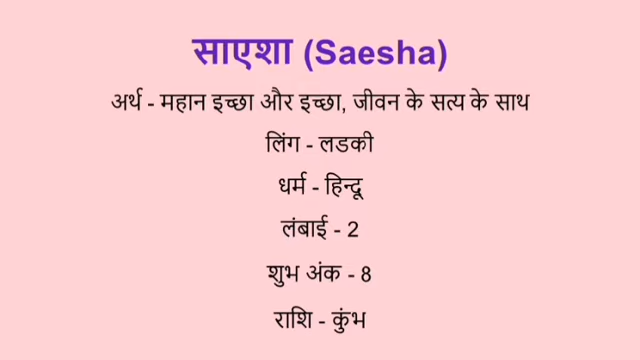 साएशा (Saesha)
अर्थ - महान इच्छा और इच्छा, जीवन के सत्य के साथ
लिंग - लडकी
धर्म - हिन्दू
लंबाई - 2
शुभ अंक - 8
राशि - कुंभ